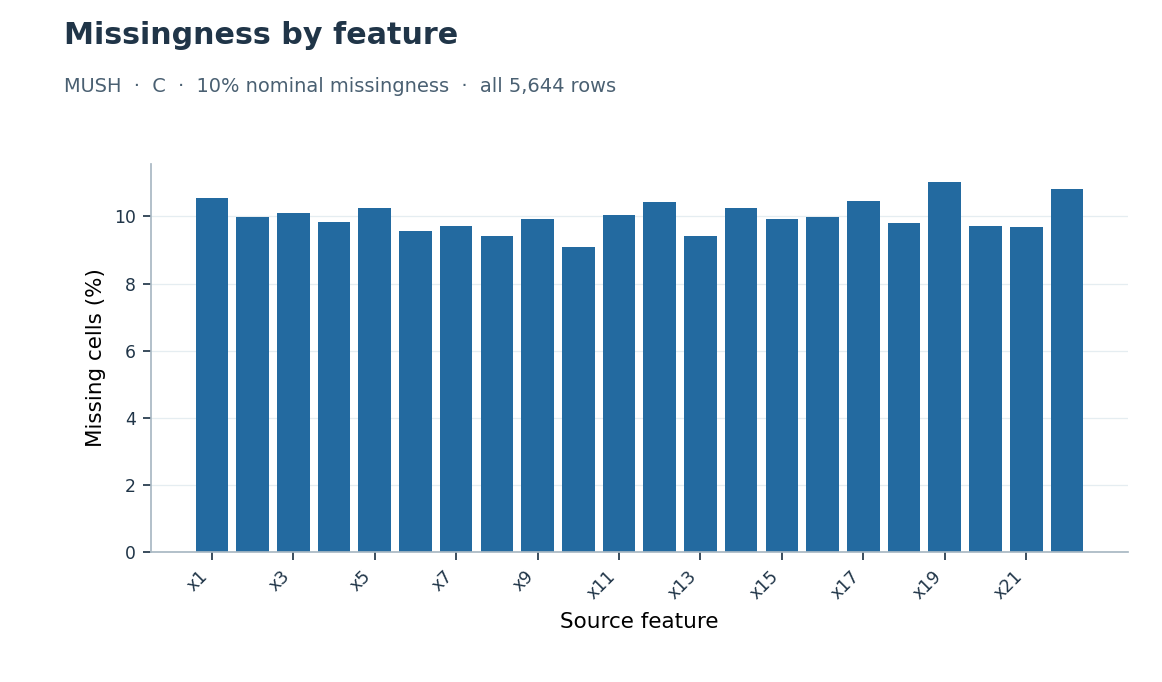 Missingness by feature
MUSH · C · 10% nominal missingness · all 5,644 rows
10
8
6
4
2
0
Missing cells (%)
x1 x3 x5 x7 x9 x11 x13 x15 x17 x19 x21
Source feature